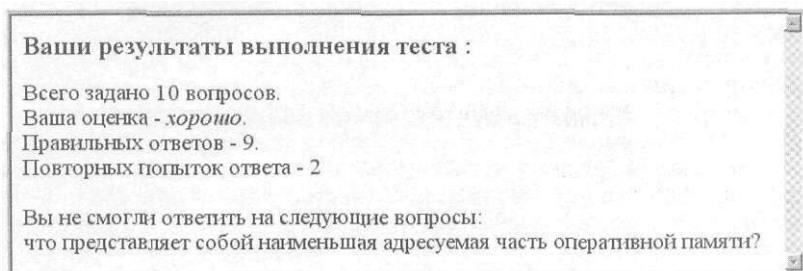 Ваши результаты выполнения теста :
Всего задано 10 вопросов.
Ваша оценка - хорошо.
Правильных ответов - 9.
Повторных попыток ответа - 2
Вы не смогли ответить на следующие вопросы:
что представляет собой наименьшая адресуемая часть оперативной памяти?